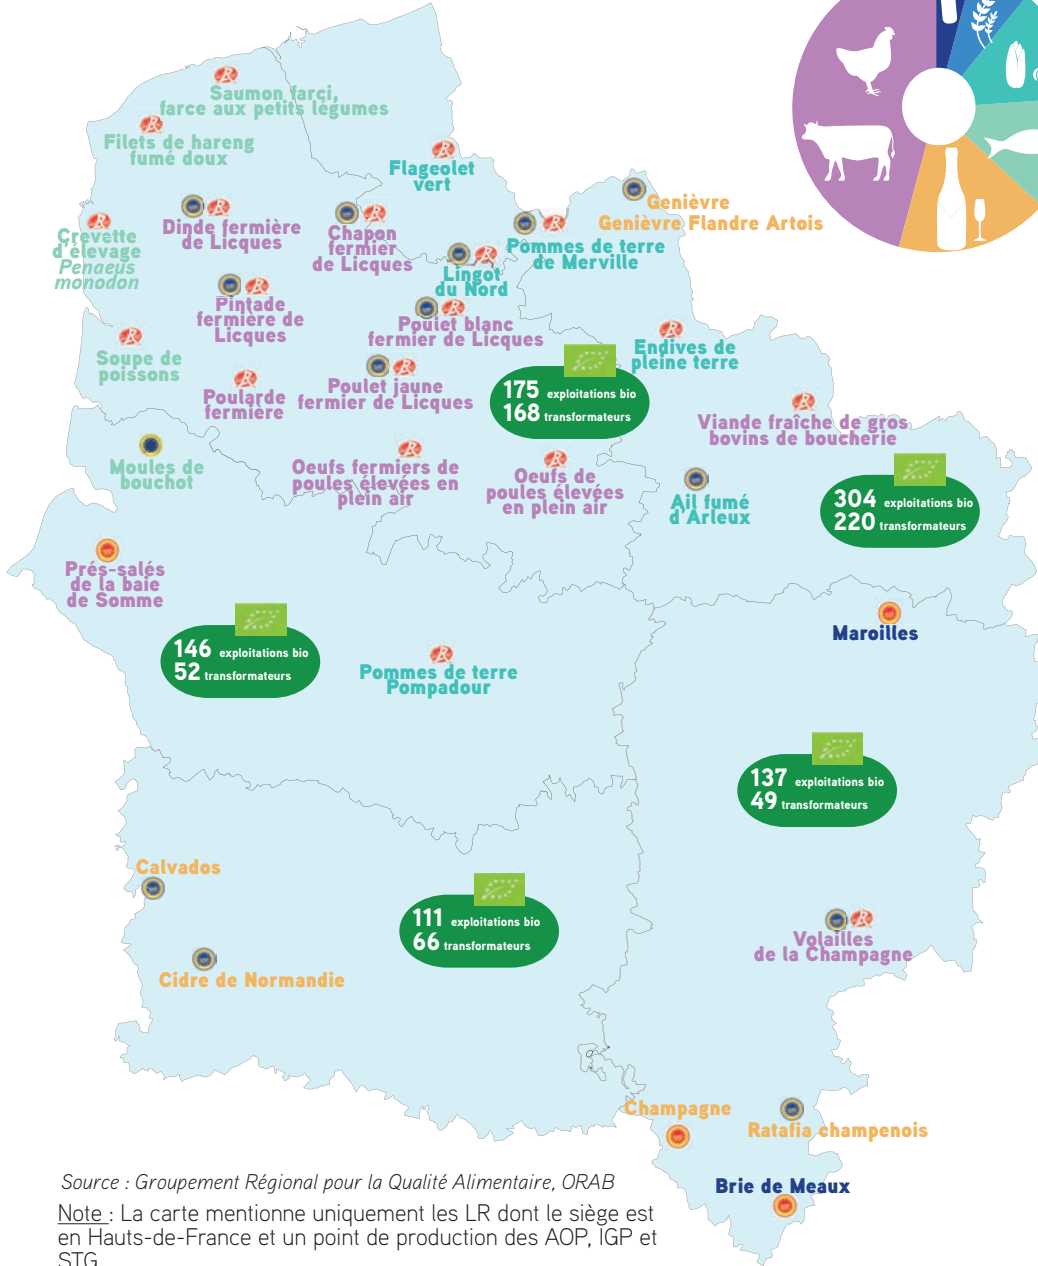 Saumon farci,
farce aux petits légumes
Filets de hareng
fumé doux
Flageolet
vert
Genièvre
Genièvre Flandre Artois
Dinde fermière
de Licques
Chapon
fermier
de Licques
Pommes de terre
de Merville
Crevette
d'élevage
Penaeus
monodon
Lingot
du Nord
Pintade
fermière de
Licques
Poulet blanc
fermier de Licques
Endives de
pleine terre
Soupe de
poissons
Poularde
fermière
Poulet jaune
fermier de Licques
175 exploitations bio
168 transformateurs
Viande fraîche de gros
bovins de boucherie
Moules de
bouchot
Oeufs fermiers de
poules élevées en
plein air
Oeufs de
poules élevées
en plein air
Ail fumé
d'Arleux
304 exploitations bio
220 transformateurs
Prés-salés
de la baie
de Somme
Maroilles
146 exploitations bio
52 transformateurs
Pommes de terre
Pompadour
137 exploitations bio
49 transformateurs
Calvados
111 exploitations bio
66 transformateurs
Volailles
de la Champagne
Cidre de Normandie
Champagne
Ratafia champenois
Brie de Meaux
Source : Groupement Régional pour la Qualité Alimentaire, ORAB
Note : La carte mentionne uniquement les LR dont le siège est
en Hauts-de-France et un point de production des AOP, IGP et
STG